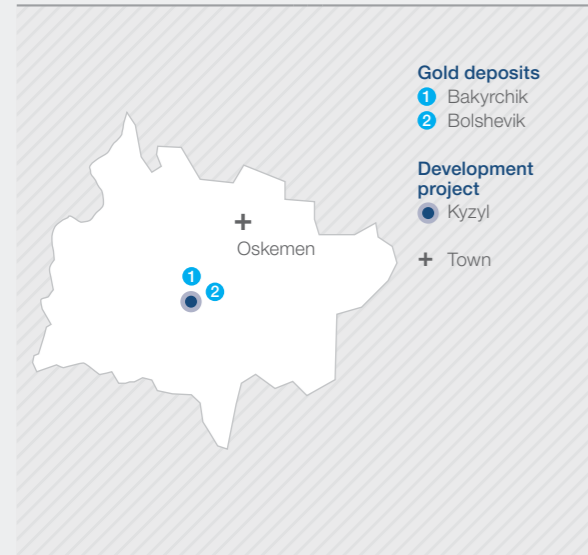 Gold deposits
1 Bakyrchik
2 Bolshevik
Development
project
Kyzyl
+ Town
+
Oskemen
1
2